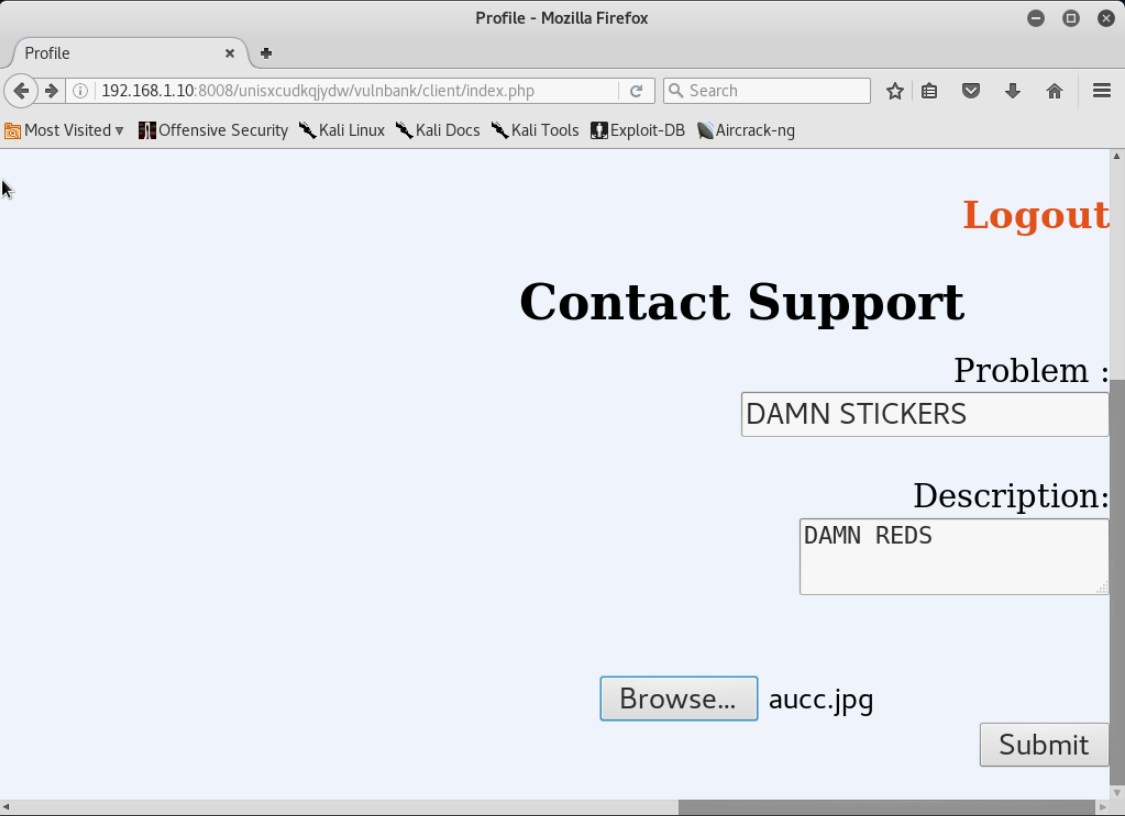 Profile - Mozilla Firefox
Profile
192.168.1.10:8008/unisxcudkqjydw/vulnbank/client/index.php
Search
Most Visited Offensive Security Kali Linux Kali Docs Kali Tools Exploit-DB Aircrack-ng
Logout
Contact Support
Problem :
DAMN STICKERS
Description:
DAMN REDS
Browse... aucc.jpg
Submit